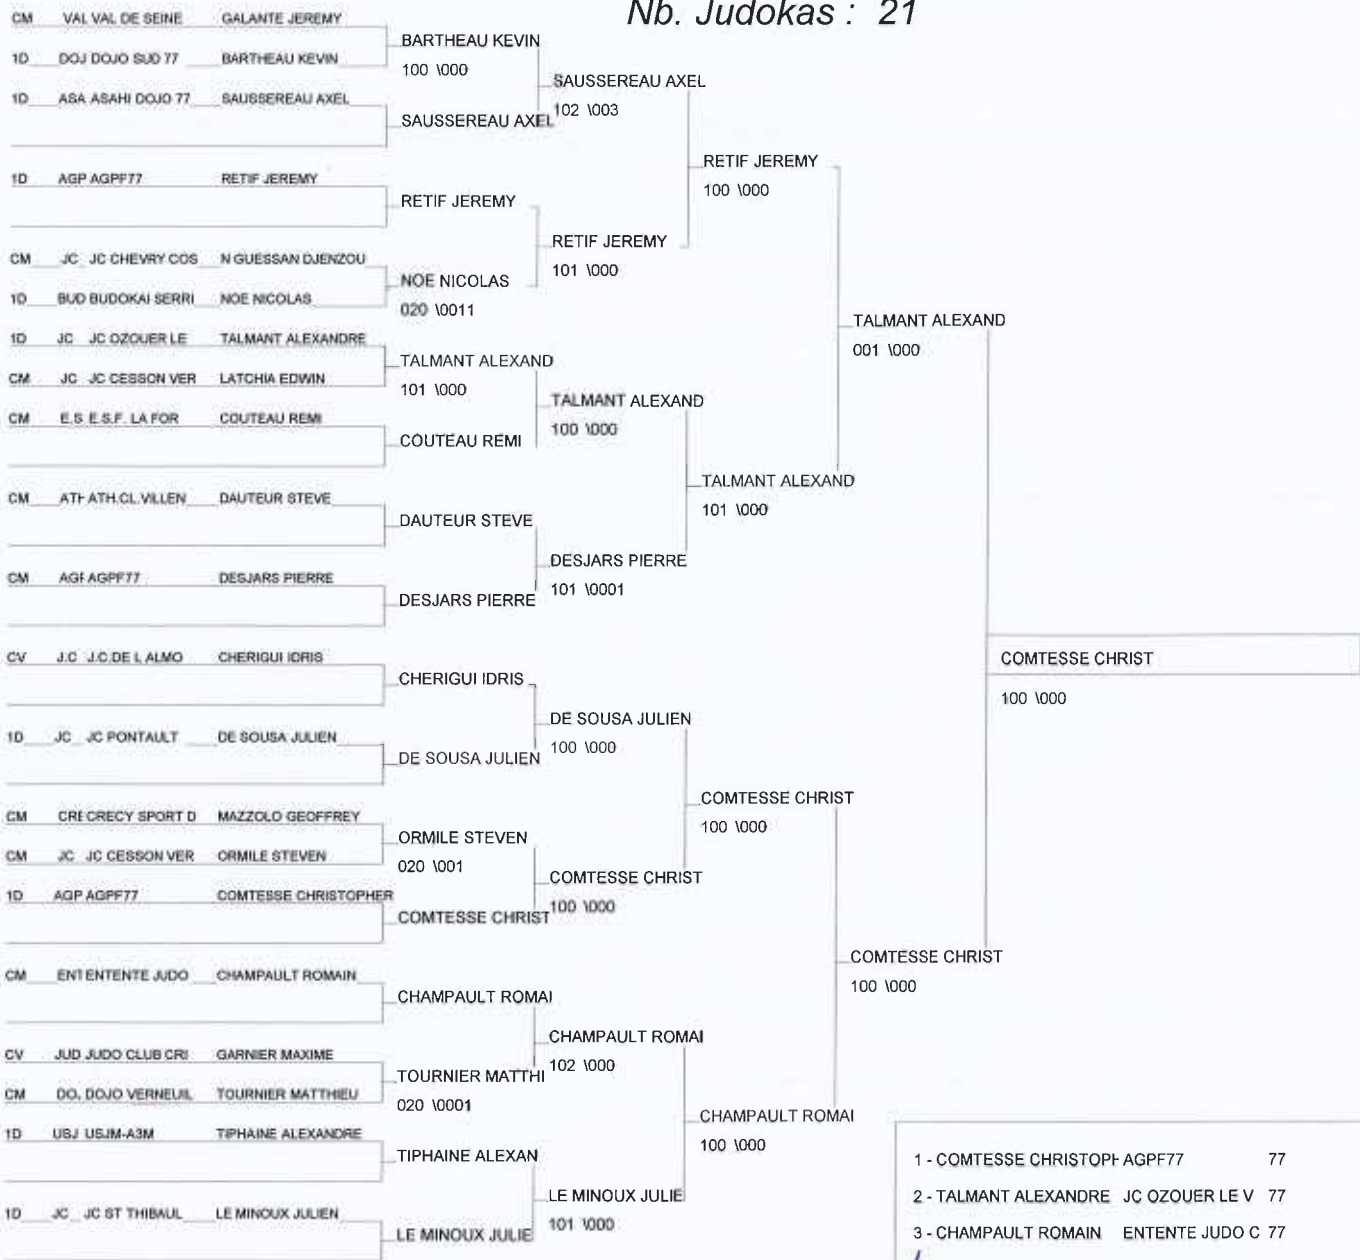 Nb. Judokas : 21
CM VAL VAL DE SEINE GALANTE JEREMY
BARTHEAU KEVIN
1D DOJ DOJO SUD 77 BARTHEAU KEVIN
100 \000
SAUSSEREAU AXEL
1D ASA ASAHI DOJO 77 SAUSSEREAU AXEL
102 \003
SAUSSEREAU AXEL
RETIF JEREMY
1D AGP AGPF77 RETIF JEREMY
100 \000
RETIF JEREMY
RETIF JEREMY
CM JC JC CHEVRY COS N GUESSAN DJENZOU
101 \000
NOE NICOLAS
1D BUD BUDOKAI SERRI NOE NICOLAS
020 \0011
TALMANT ALEXAND
1D JC JC OZOUER LE TALMANT ALEXANDRE
001 \000
TALMANT ALEXAND
CM JC JC CESSON VER LATCHIA EDWIN
101 \000
TALMANT ALEXAND
CM E.S E.S.F. LA FOR COUTEAU REMI
100 \000
COUTEAU REMI
TALMANT ALEXAND
CM ATH ATH.CL.VILLEN DAUTEUR STEVE
101 \000
DAUTEUR STEVE
DESJARS PIERRE
CM AGF AGPF77 DESJARS PIERRE
101 \0001
DESJARS PIERRE
CV J.C J.C.DE L ALMO CHERIGUI IDRIS
COMTESSE CHRIST
CHERIGUI IDRIS
100 \000
DE SOUSA JULIEN
1D JC JC PONTAULT DE SOUSA JULIEN
100 \000
DE SOUSA JULIEN
COMTESSE CHRIST
CM CRE CRECY SPORT D MAZZOLO GEOFFREY
100 \000
ORMILE STEVEN
CM JC JC CESSON VER ORMILE STEVEN
020 \001
COMTESSE CHRIST
1D AGP AGPF77 COMTESSE CHRISTOPHER
100 \000
COMTESSE CHRIST
COMTESSE CHRIST
CM ENT ENTENTE JUDO CHAMPAULT ROMAIN
100 \000
CHAMPAULT ROMAI
CHAMPAULT ROMAI
CV JUD JUDO CLUB CRI GARNIER MAXIME
102 \000
TOURNIER MATTHI
CM DO. DOJO VERNEUIL TOURNIER MATTHIEU
020 \0001
CHAMPAULT ROMAI
1D USJ USJM-A3M TIPHAINE ALEXANDRE
100 \000
TIPHAINE ALEXAN
LE MINOUX JULIE
1D JC JC ST THIBAUL LE MINOUX JULIEN
101 \000
LE MINOUX JULIE
1 - COMTESSE CHRISTOPH AGPF77 77
2 - TALMANT ALEXANDRE JC OZOUER LE V 77
3 - CHAMPAULT ROMAIN ENTENTE JUDO C 77